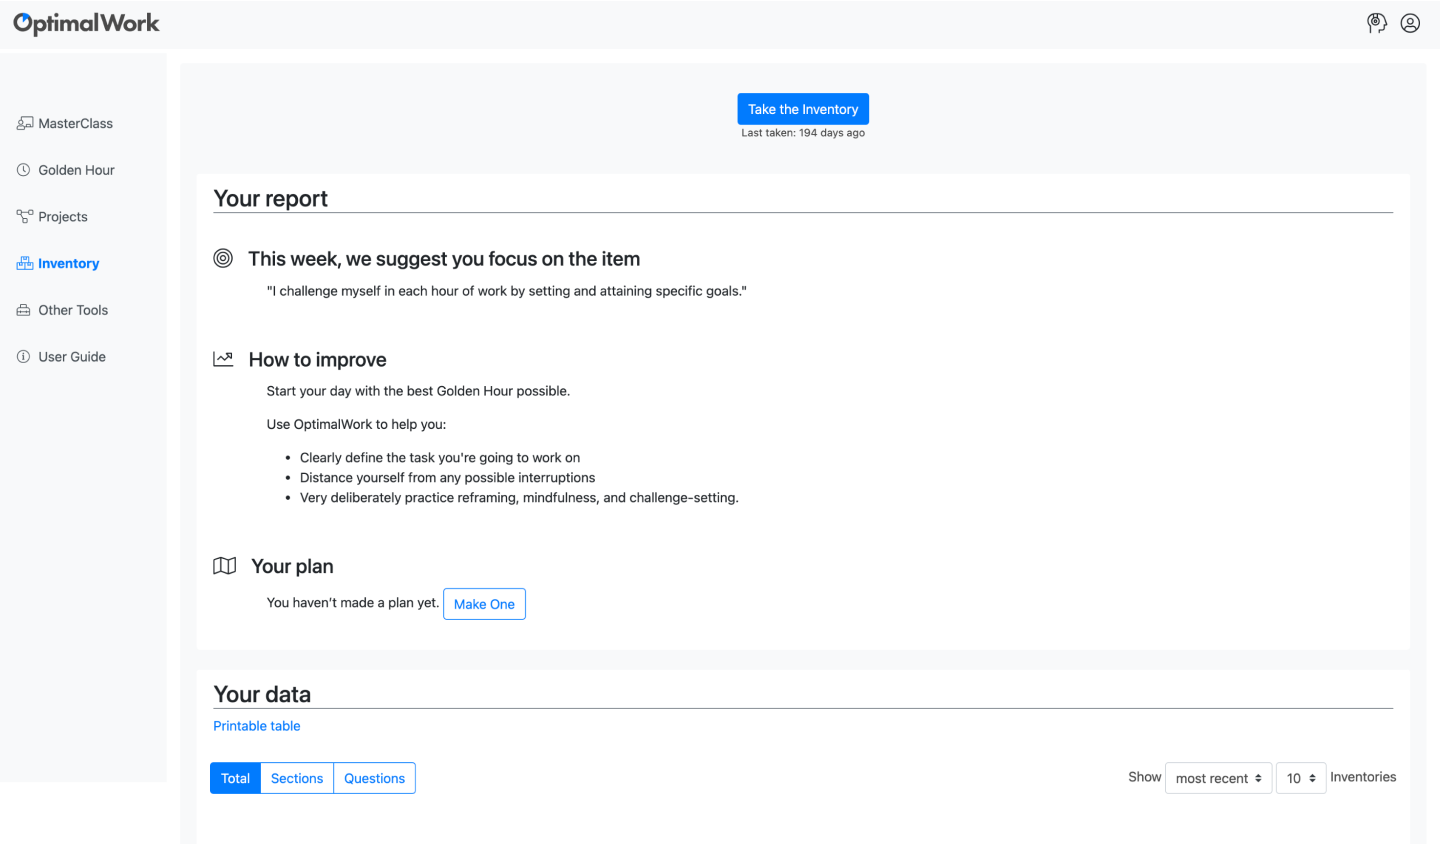 OptimalWork
MasterClass
Golden Hour
Projects
Inventory
Other Tools
User Guide
Take the Inventory
Last taken: 194 days ago
Your report
This week, we suggest you focus on the item
"I challenge myself in each hour of work by setting and attaining specific goals."
How to improve
Start your day with the best Golden Hour possible.
Use OptimalWork to help you:
• Clearly define the task you're going to work on
• Distance yourself from any possible interruptions
• Very deliberately practice reframing, mindfulness, and challenge-setting.
Your plan
You haven't made a plan yet. Make One
Your data
Printable table
Total Sections Questions Show most recent 10 Inventories